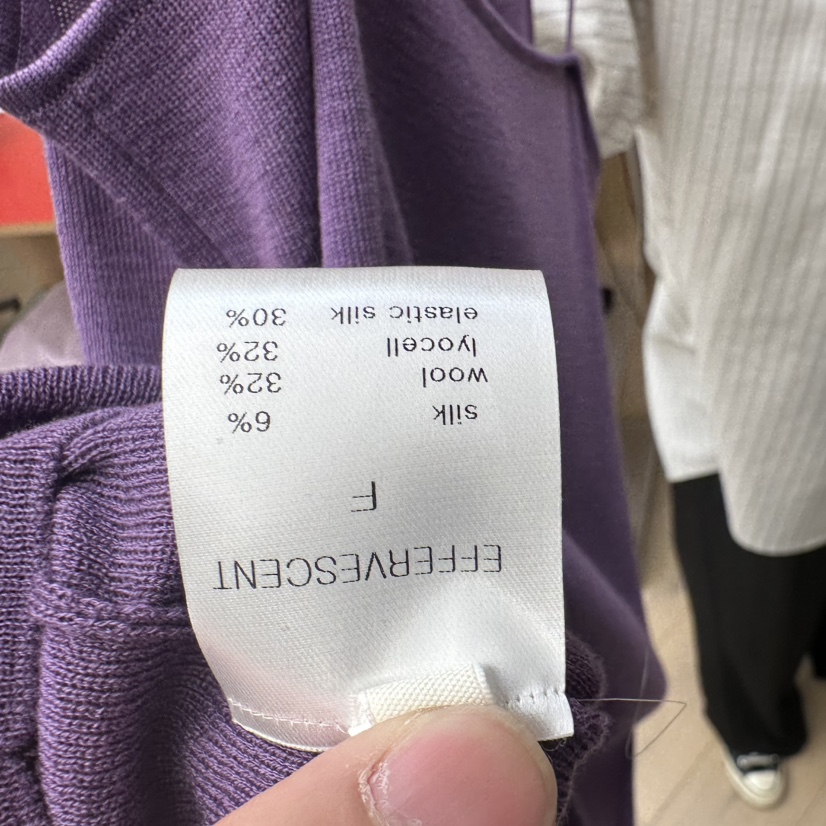 EFFERVESCENT
F
silk 6%
wool 32%
lyocell 32%
elastic silk 30%